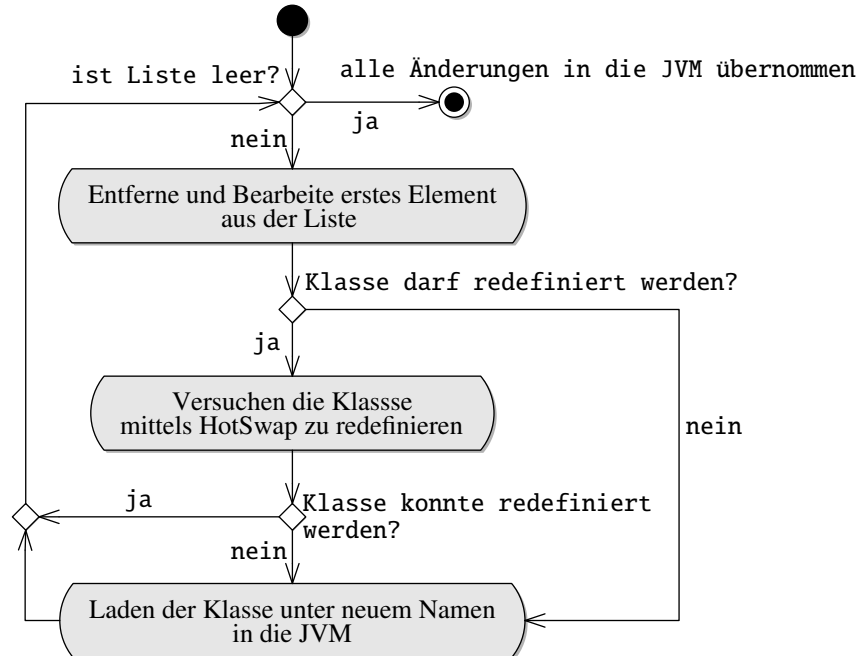 ist Liste leer?
alle Änderungen in die JVM übernommen
ja
nein
Entferne und Bearbeite erstes Element
aus der Liste
Klasse darf redefiniert werden?
ja
Versuchen die Klassse
mittels HotSwap zu redefinieren
nein
ja
Klasse konnte redefiniert
werden?
nein
Laden der Klasse unter neuem Namen
in die JVM